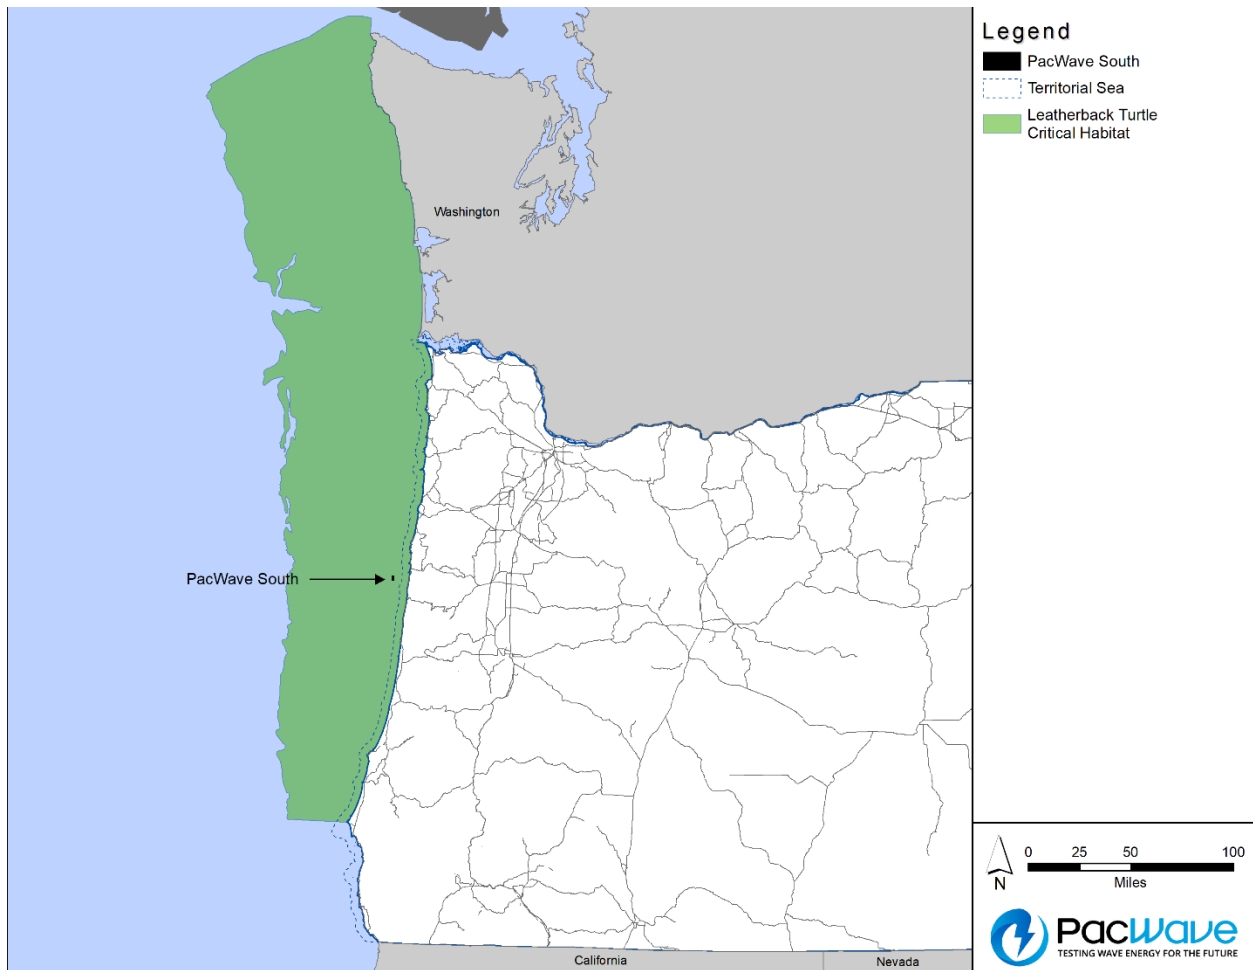 Legend
PacWave South
Territorial Sea
Leatherback Turtle
Critical Habitat
Washington
PacWave South
California
Nevada
0 25 50 100
Miles
N
PacWave
TESTING WAVE ENERGY FOR THE FUTURE